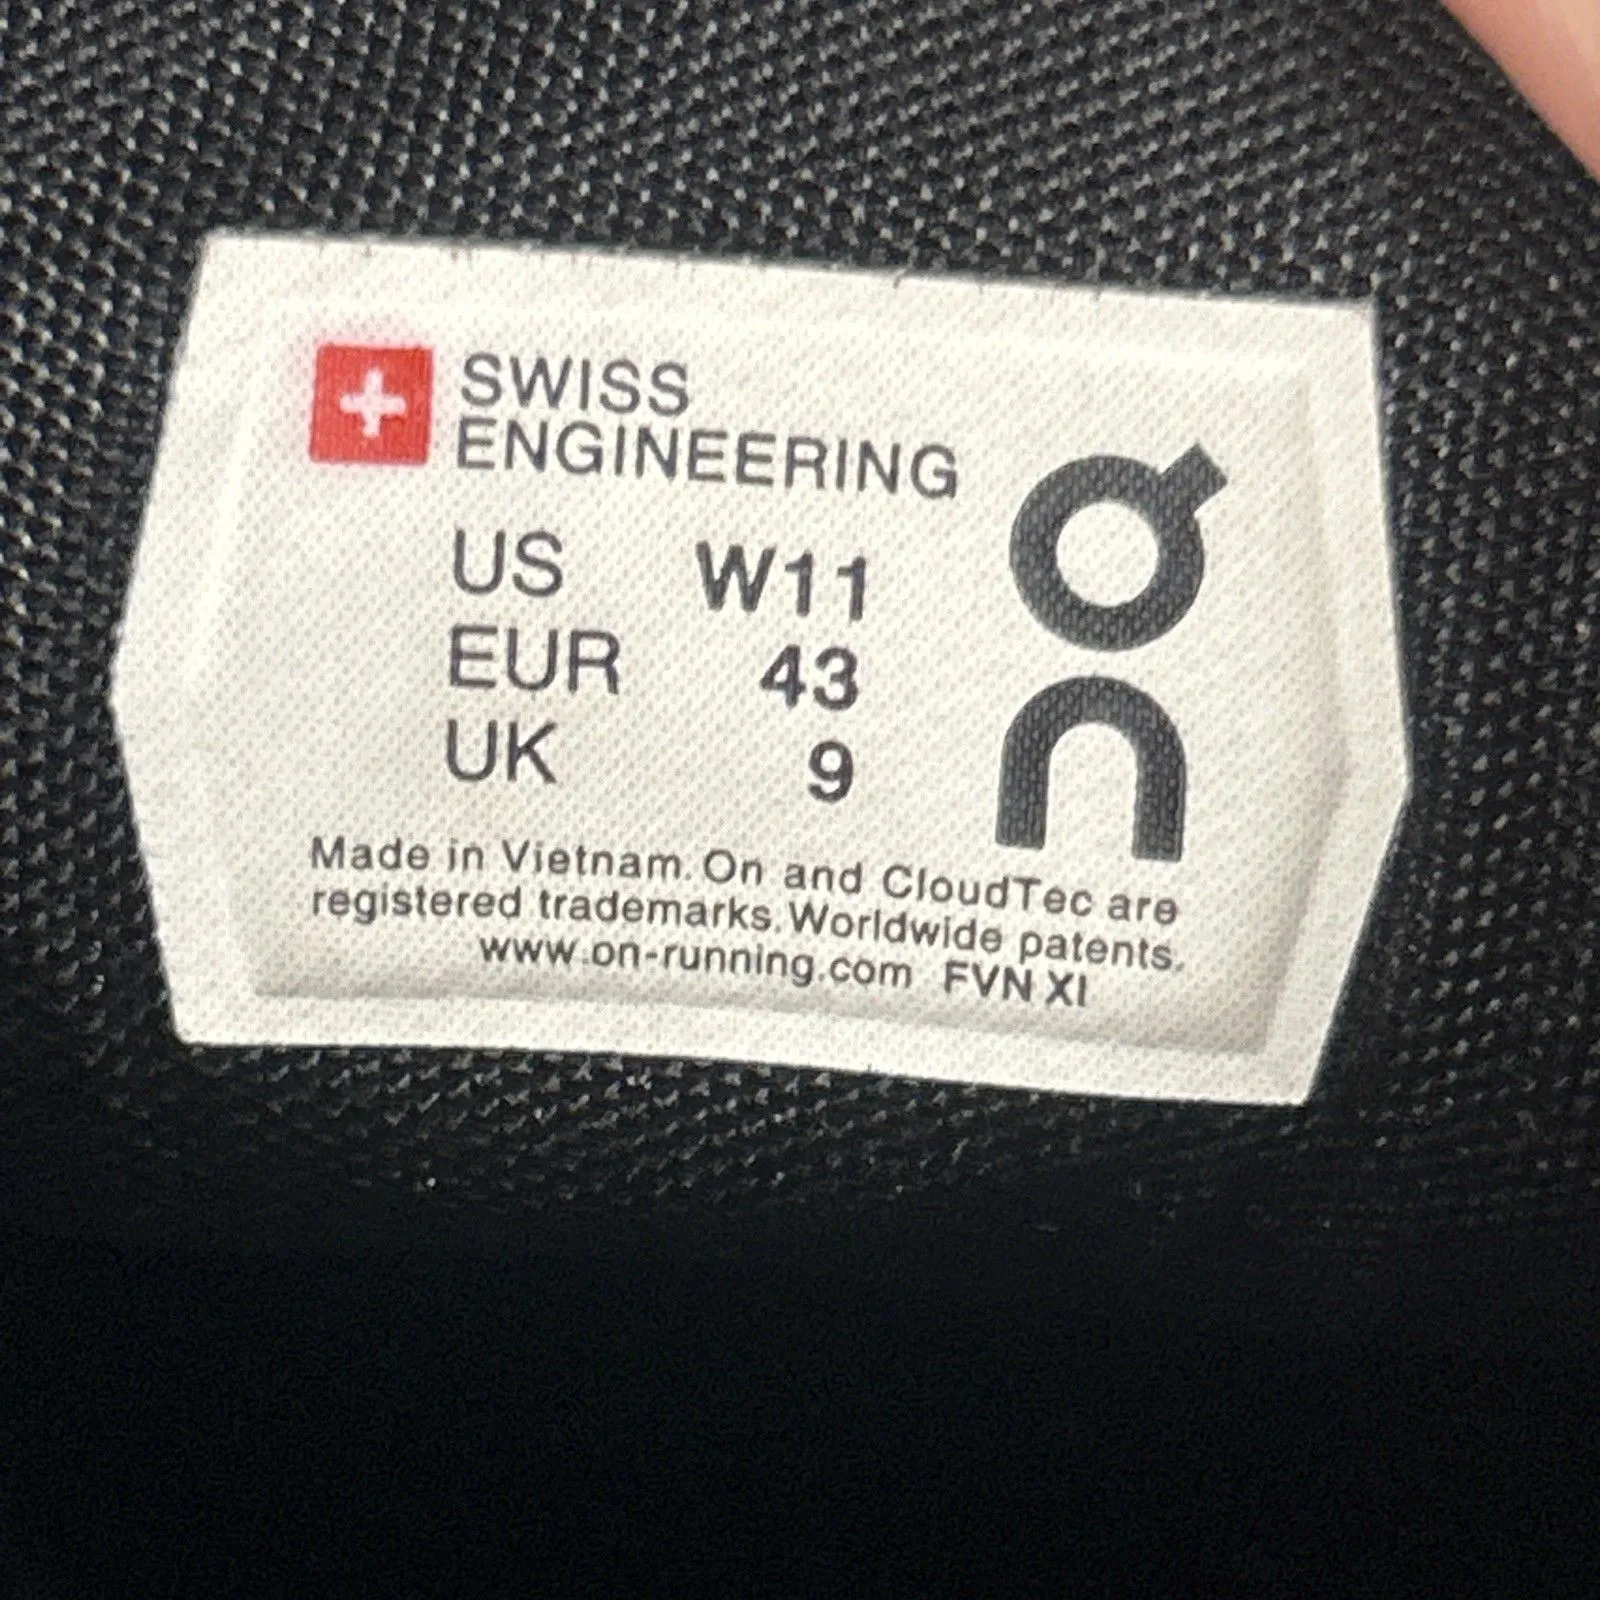 SWISS
ENGINEERING
US W11
EUR 43
UK 9
On
Made in Vietnam. On and CloudTec are
registered trademarks. Worldwide patents.
www.on-running.com FVN XI